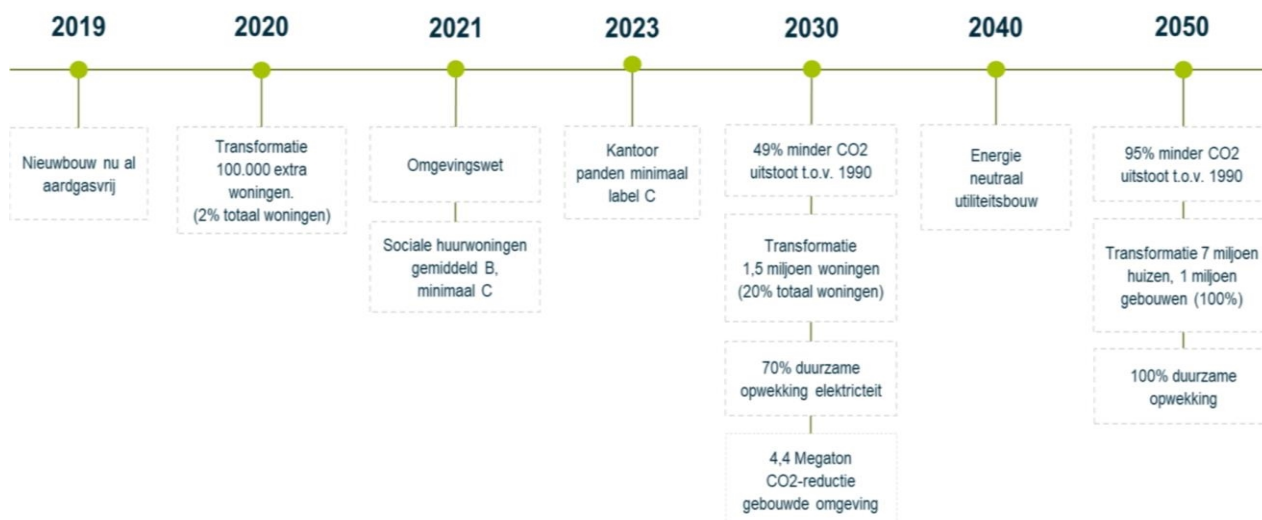 2019
2020
2021
2023
2030
2040
2050
Nieuwbouw nu al
aardgasvrij
Transformatie
100.000 extra
woningen.
(2% totaal woningen)
Omgevingswet
Sociale huurwoningen
gemiddeld B,
minimaal C
Kantoor
panden minimaal
label C
49% minder CO2
uitstoot t.o.v. 1990
Transformatie
1,5 miljoen woningen
(20% totaal woningen)
70% duurzame
opwekking elektriciteit
4,4 Megaton
CO2-reductie
gebouwde omgeving
Energie
neutraal
utiliteitsbouw
95% minder CO2
uitstoot t.o.v. 1990
Transformatie 7 miljoen
huizen, 1 miljoen
gebouwen (100%)
100% duurzame
opwekking